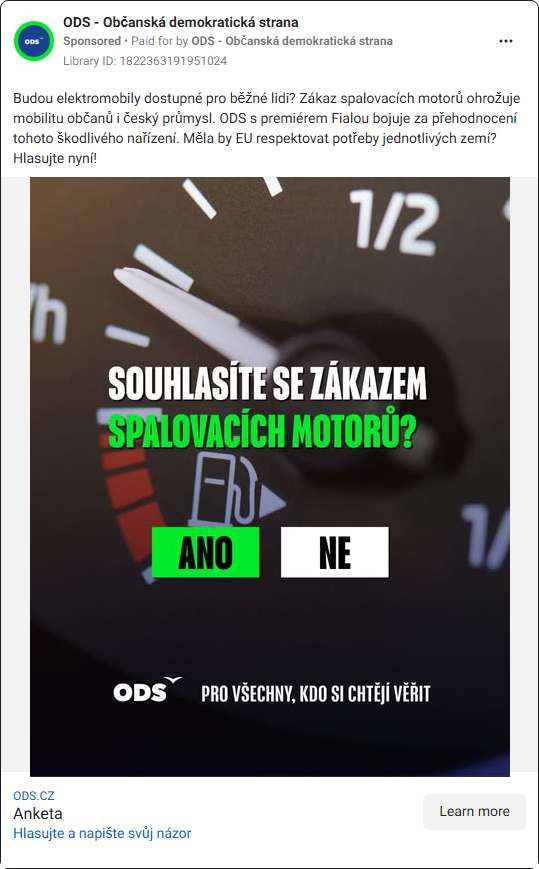 ODS - Občanská demokratická strana
Sponsored • Paid for by ODS - Občanská demokratická strana
Library ID: 1822363191951024
Budou elektromobily dostupné pro běžné lidi? Zákaz spalovacích motorů ohrožuje
mobilitu občanů i český průmysl. ODS s premiérem Fialou bojuje za přehodnocení
tohoto škodlivého nařízení. Měla by EU respektovat potřeby jednotlivých zemí?
Hlasujte nyní!
1/2
/h
SOUHLASÍTE SE ZÁKAZEM
SPALOVACÍCH MOTORŮ?
1/
ANO NE
ODS PRO VŠECHNY, KDO SI CHTĚJÍ VĚŘIT
ODS.CZ
Anketa
Hlasujte a napište svůj názor
Learn more